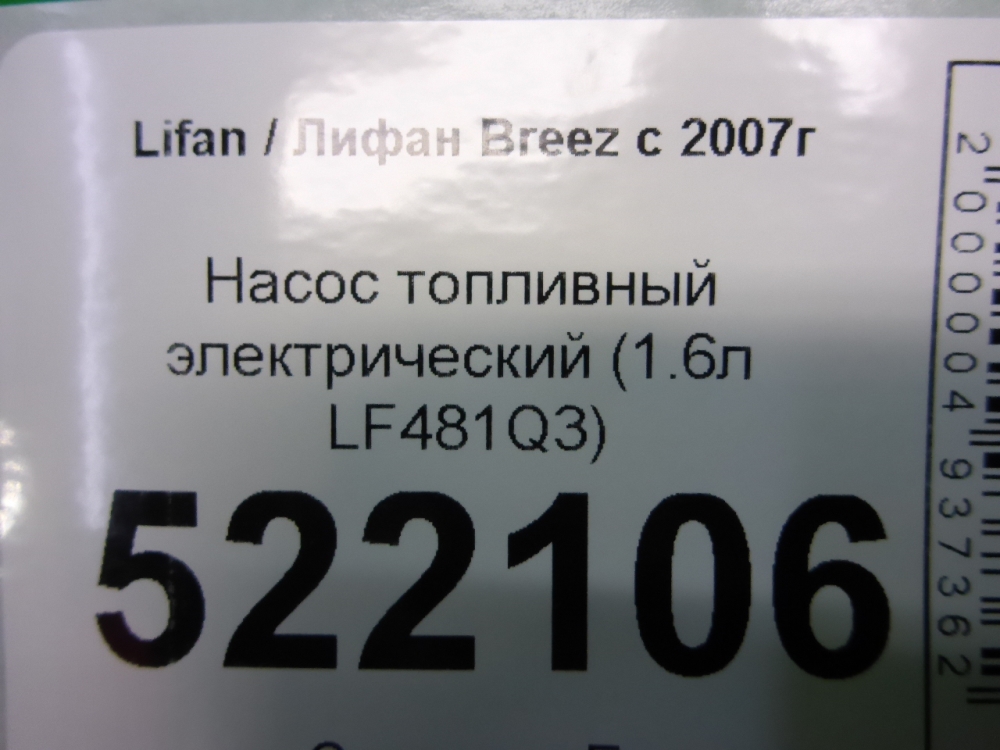 Lifan / Лифан Breez с 2007г
Насос топливный
электрический (1.6л
LF481Q3)
522106
2000004937362